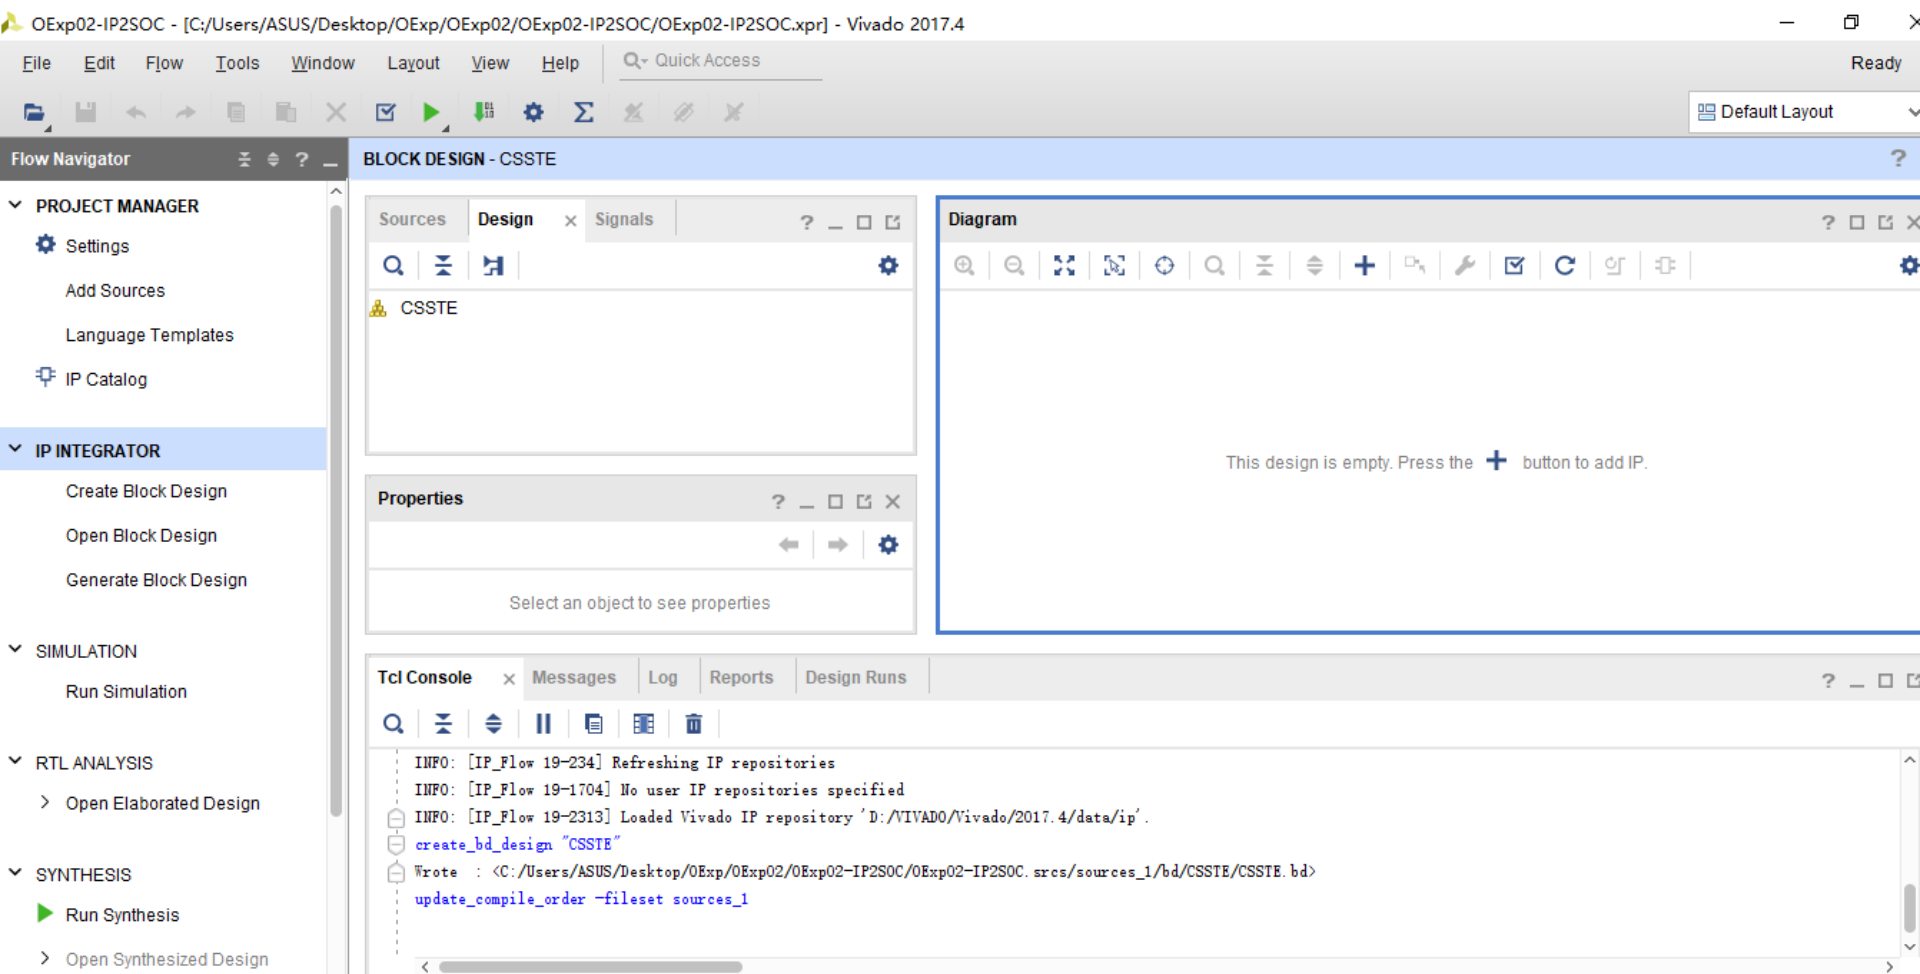 OExp02-IP2SOC - [C:/Users/ASUS/Desktop/OExp/OExp02/OExp02-IP2SOC/OExp02-IP2SOC.xpr] - Vivado 2017.4
File Edit Flow Tools Window Layout View Help Quick Access Ready
Default Layout
Flow Navigator
PROJECT MANAGER
Settings
Add Sources
Language Templates
IP Catalog
IP INTEGRATOR
Create Block Design
Open Block Design
Generate Block Design
SIMULATION
Run Simulation
RTL ANALYSIS
Open Elaborated Design
SYNTHESIS
Run Synthesis
Open Synthesized Design
BLOCK DESIGN - CSSTE
Sources Design Signals
CSSTE
Properties
Select an object to see properties
Diagram
This design is empty. Press the + button to add IP.
Tcl Console Messages Log Reports Design Runs
INFO: [IP_Flow 19-234] Refreshing IP repositories
INFO: [IP_Flow 19-1704] No user IP repositories specified
INFO: [IP_Flow 19-2313] Loaded Vivado IP repository 'D:/VIVADO/Vivado/2017.4/data/ip'.
create_bd_design "CSSTE"
Wrote : <C:/Users/ASUS/Desktop/OExp/OExp02/OExp02-IP2SOC/OExp02-IP2SOC.srcs/sources_1/bd/CSSTE/CSSTE.bd>
update_compile_order -fileset sources_1